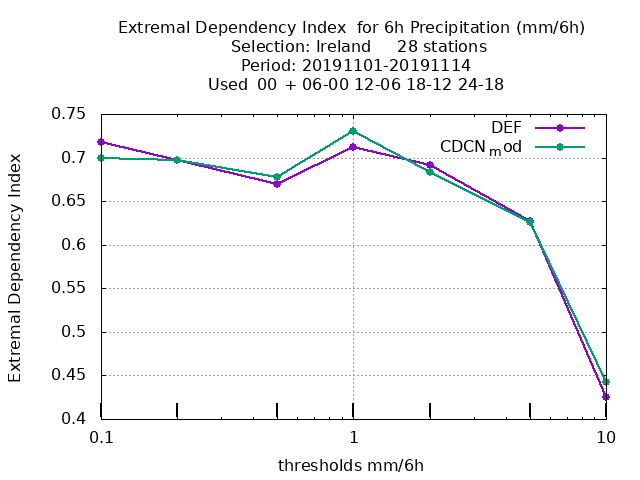 Extremal Dependency Index  for 6h Precipitation (mm/6h)
Selection: Ireland     28 stations
Period: 20191101-20191114
Used  00 + 06-00 12-06 18-12 24-18
DEF
CDCN_mod
0.75
0.7
0.65
0.6
0.55
0.5
0.45
0.4
Extremal Dependency Index
0.1
1
10
thresholds mm/6h